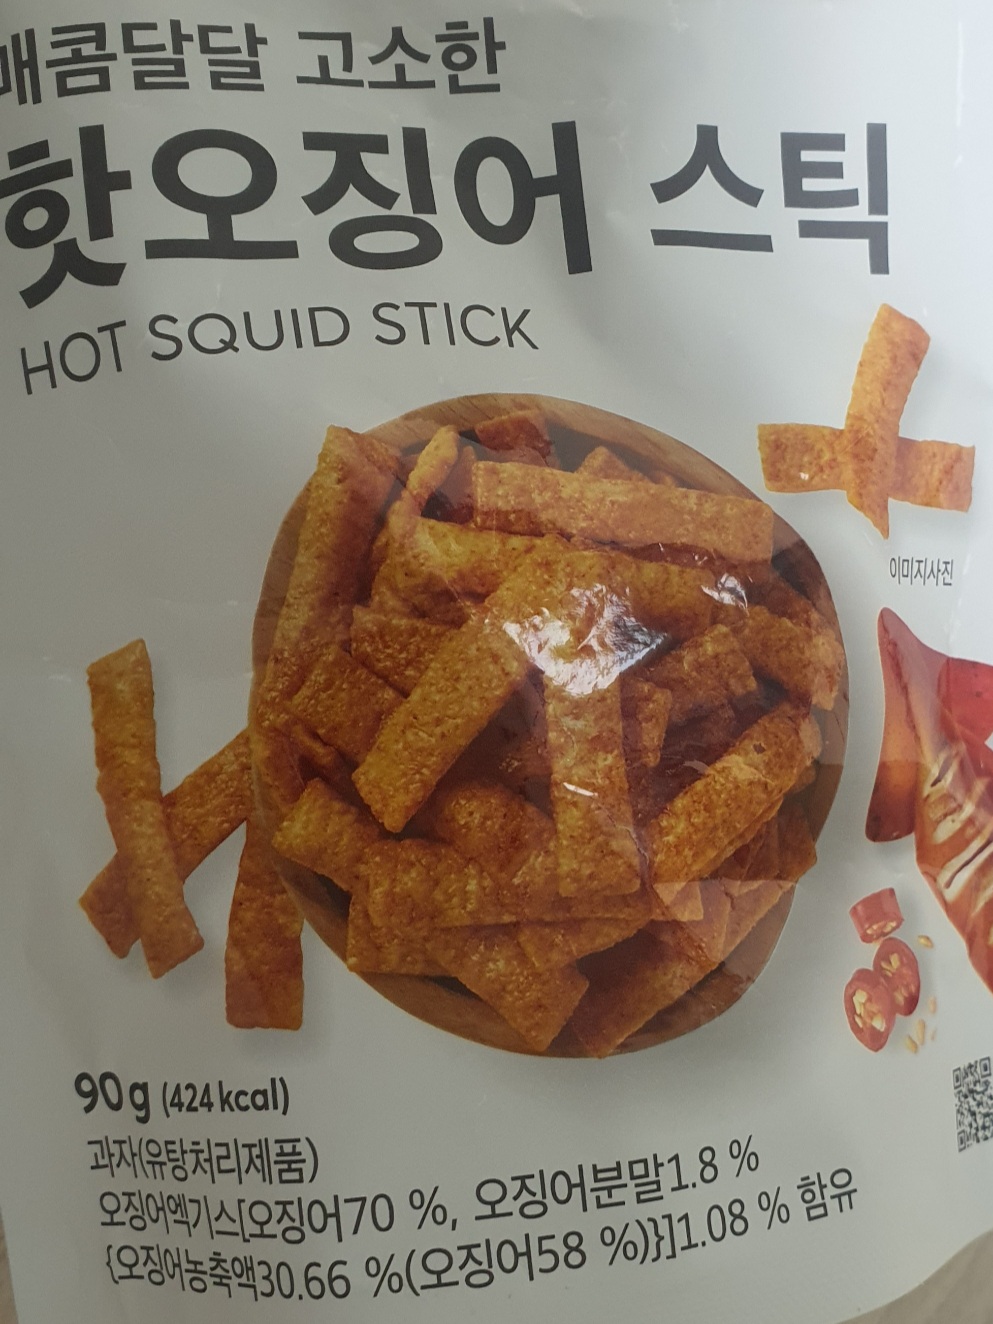 매콤달달 고소한
핫오징어 스틱
HOT SQUID STICK
이미지사진
90g (424 kcal)
과자(유탕처리제품)
오징어엑기스[오징어70 %, 오징어분말1.8 %
{오징어농축액30.66 %(오징어58 %)}]1.08 % 함유